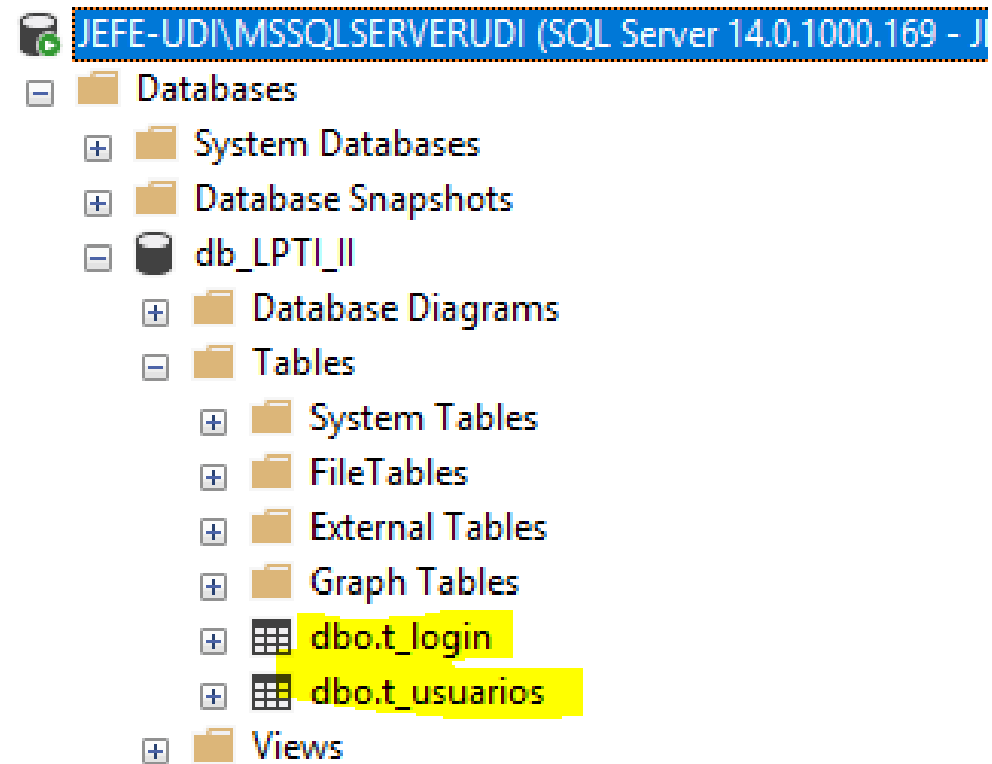 JEFE-UDI\MSSQLSERVERUDI (SQL Server 14.0.1000.169 - JE
Databases
System Databases
Database Snapshots
db_LPTI_II
Database Diagrams
Tables
System Tables
FileTables
External Tables
Graph Tables
dbo.t_login
dbo.t_usuarios
Views